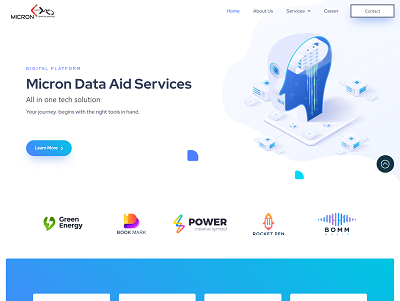 MICRON
Home
About Us
Services
Career
Contact
DIGITAL PLATFORM
Micron Data Aid Services
All in one tech solution
Your journey begins with the right tools in hand.
Learn More
Green
Energy
BOOK MARK
POWER
creative symbol
ROCKET PEN
BOMM